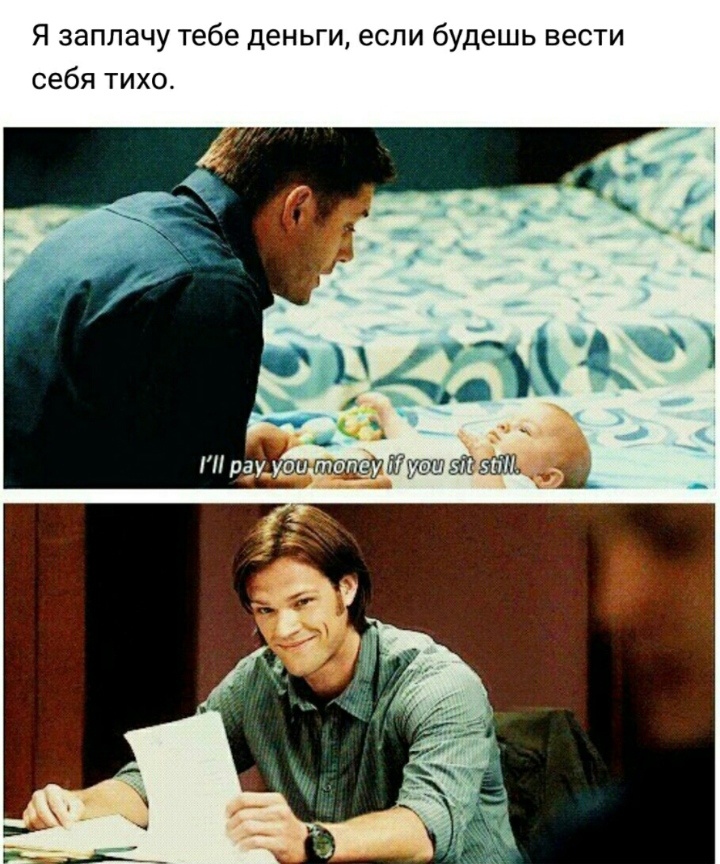 Я заплачу тебе деньги, если будешь вести
себя тихо.
I'll pay you money if you sit still.